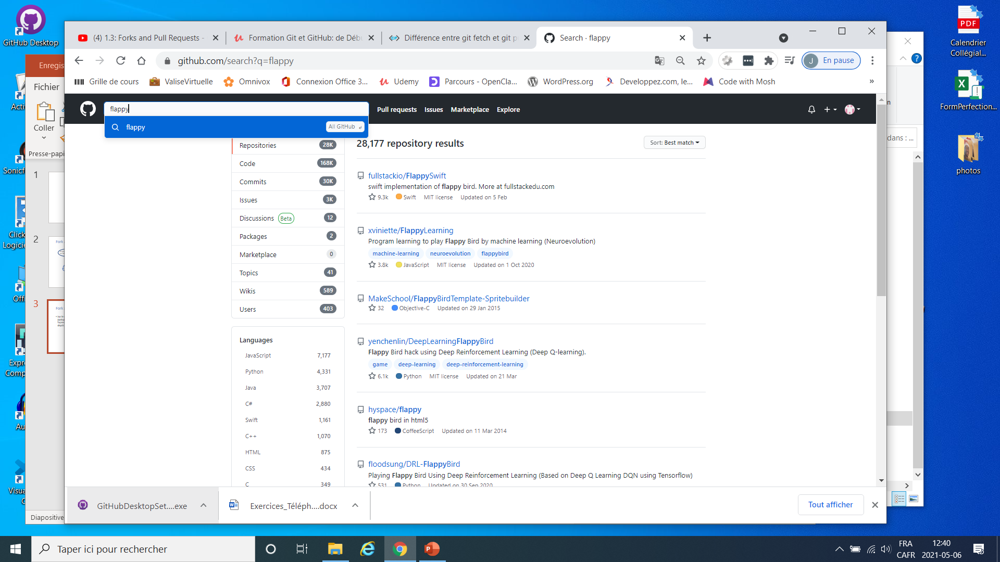 GitHub Desktop
(4) 1.3: Forks and Pull Requests -
Formation Git et GitHub: de Débu
Différence entre git fetch et git p
Search · flappy
github.com/search?q=flappy
J
En pause
Grille de cours
ValiseVirtuelle
Omnivox
Connexion Office 3...
Udemy
Parcours - OpenCla...
WordPress.org
Developpez.com, le...
Code with Mosh
»
flappy
Pull requests
Issues
Marketplace
Explore
flappy
All GitHub
Repositories 28K
Code 168K
Commits 30K
Issues 3K
Discussions Beta 12
Packages 2
Marketplace 0
Topics 41
Wikis 589
Users 403
Languages
JavaScript 7,177
Python 4,331
Java 3,707
C# 2,880
Swift 1,161
C++ 1,070
HTML 875
CSS 434
C 349
28,177 repository results
Sort: Best match
fullstackio/FlappySwift
swift implementation of flappy bird. More at fullstackedu.com
9.3k Swift MIT license Updated on 5 Feb
xviniette/FlappyLearning
Program learning to play Flappy Bird by machine learning (Neuroevolution)
machine-learning neuroevolution flappybird
3.8k JavaScript MIT license Updated on 1 Oct 2020
MakeSchool/FlappyBirdTemplate-Spritebuilder
32 Objective-C Updated on 29 Jan 2015
yenchenlin/DeepLearningFlappyBird
Flappy Bird hack using Deep Reinforcement Learning (Deep Q-learning).
game deep-learning deep-reinforcement-learning
6.1k Python MIT license Updated on 21 Mar
hyspace/flappy
flappy bird in html5
173 CoffeeScript Updated on 11 Mar 2014
floodsung/DRL-FlappyBird
Playing Flappy Bird Using Deep Reinforcement Learning (Based on Deep Q Learning DQN using Tensorflow)
531 Python Updated on 30 Sep 2020
GitHubDesktopSet....exe
Exercices_Téléph....docx
Tout afficher
Enregis
Fichier
Coller
Presse-papi
1
2
3
Diapositive
Acti
Sonicf
Click
Logicie
Offi
Expre
Comp
Au
Visua
C
dans : ...
?
PDF
Calendrier
Collégial...
FormPerfection...
photos
Taper ici pour rechercher
FRA
CAFR
12:40
2021-05-06